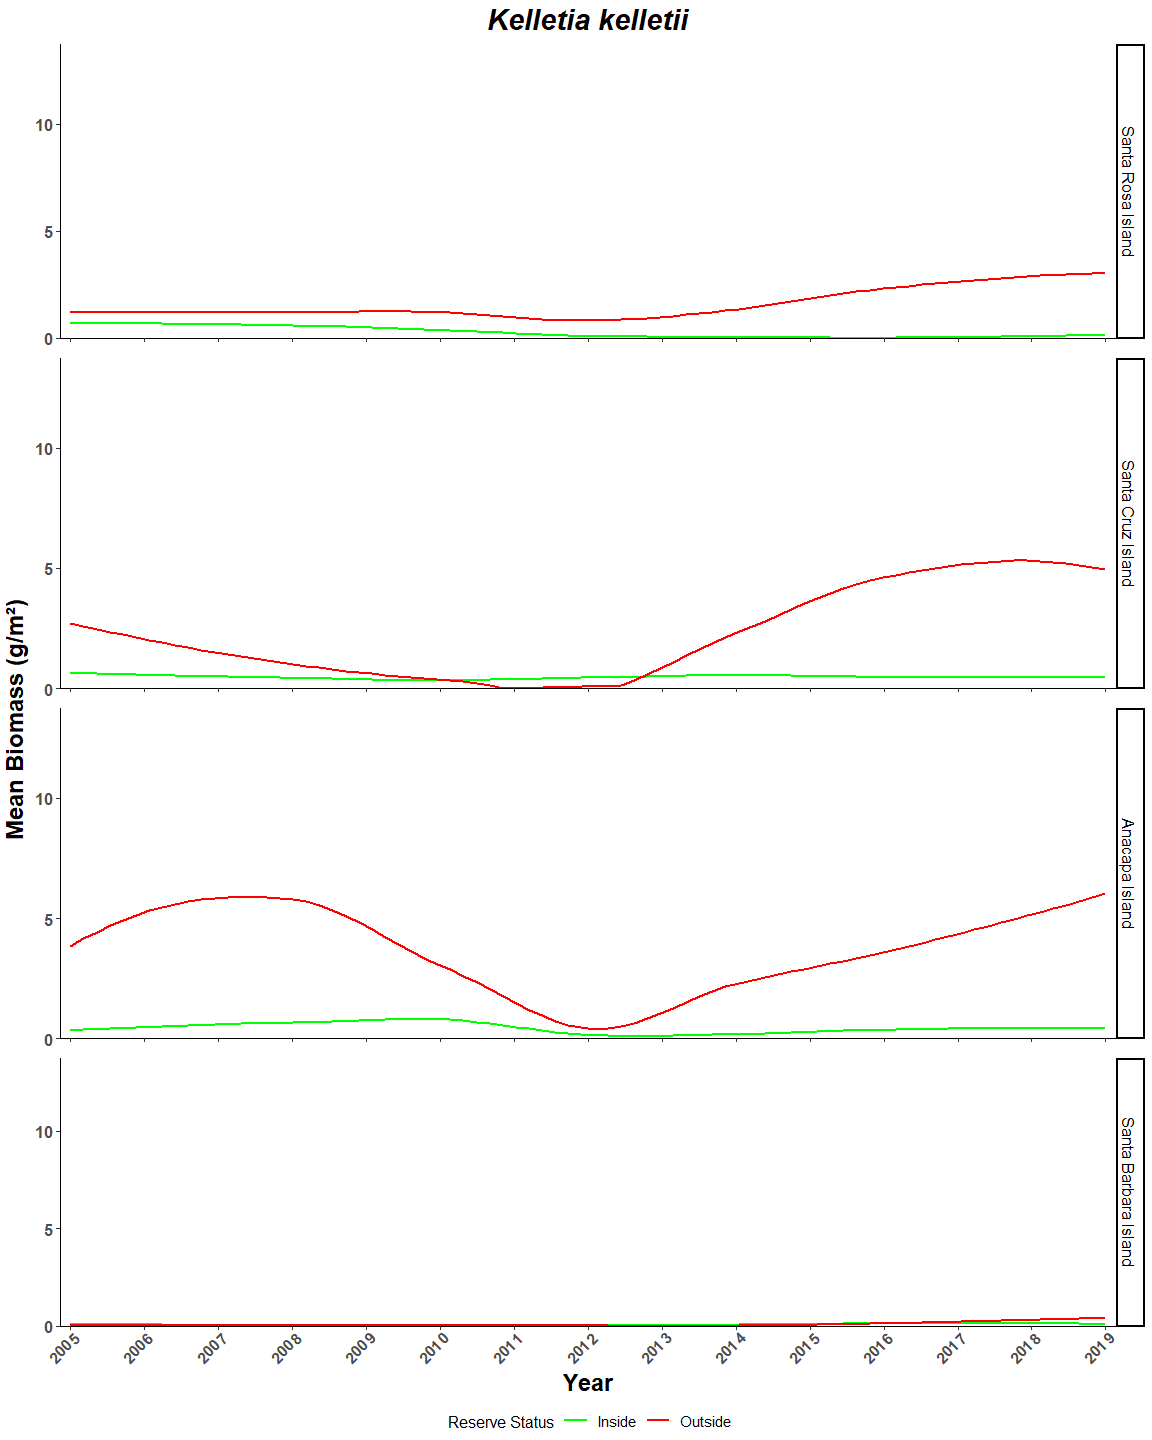 Kelletia kelletii
Mean Biomass (g/m²)
10
5
0
Santa Rosa Island
10
5
0
Santa Cruz Island
10
5
0
Anacapa Island
10
5
0
Santa Barbara Island
2005 2006 2007 2008 2009 2010 2011 2012 2013 2014 2015 2016 2017 2018 2019
Year
Reserve Status Inside Outside